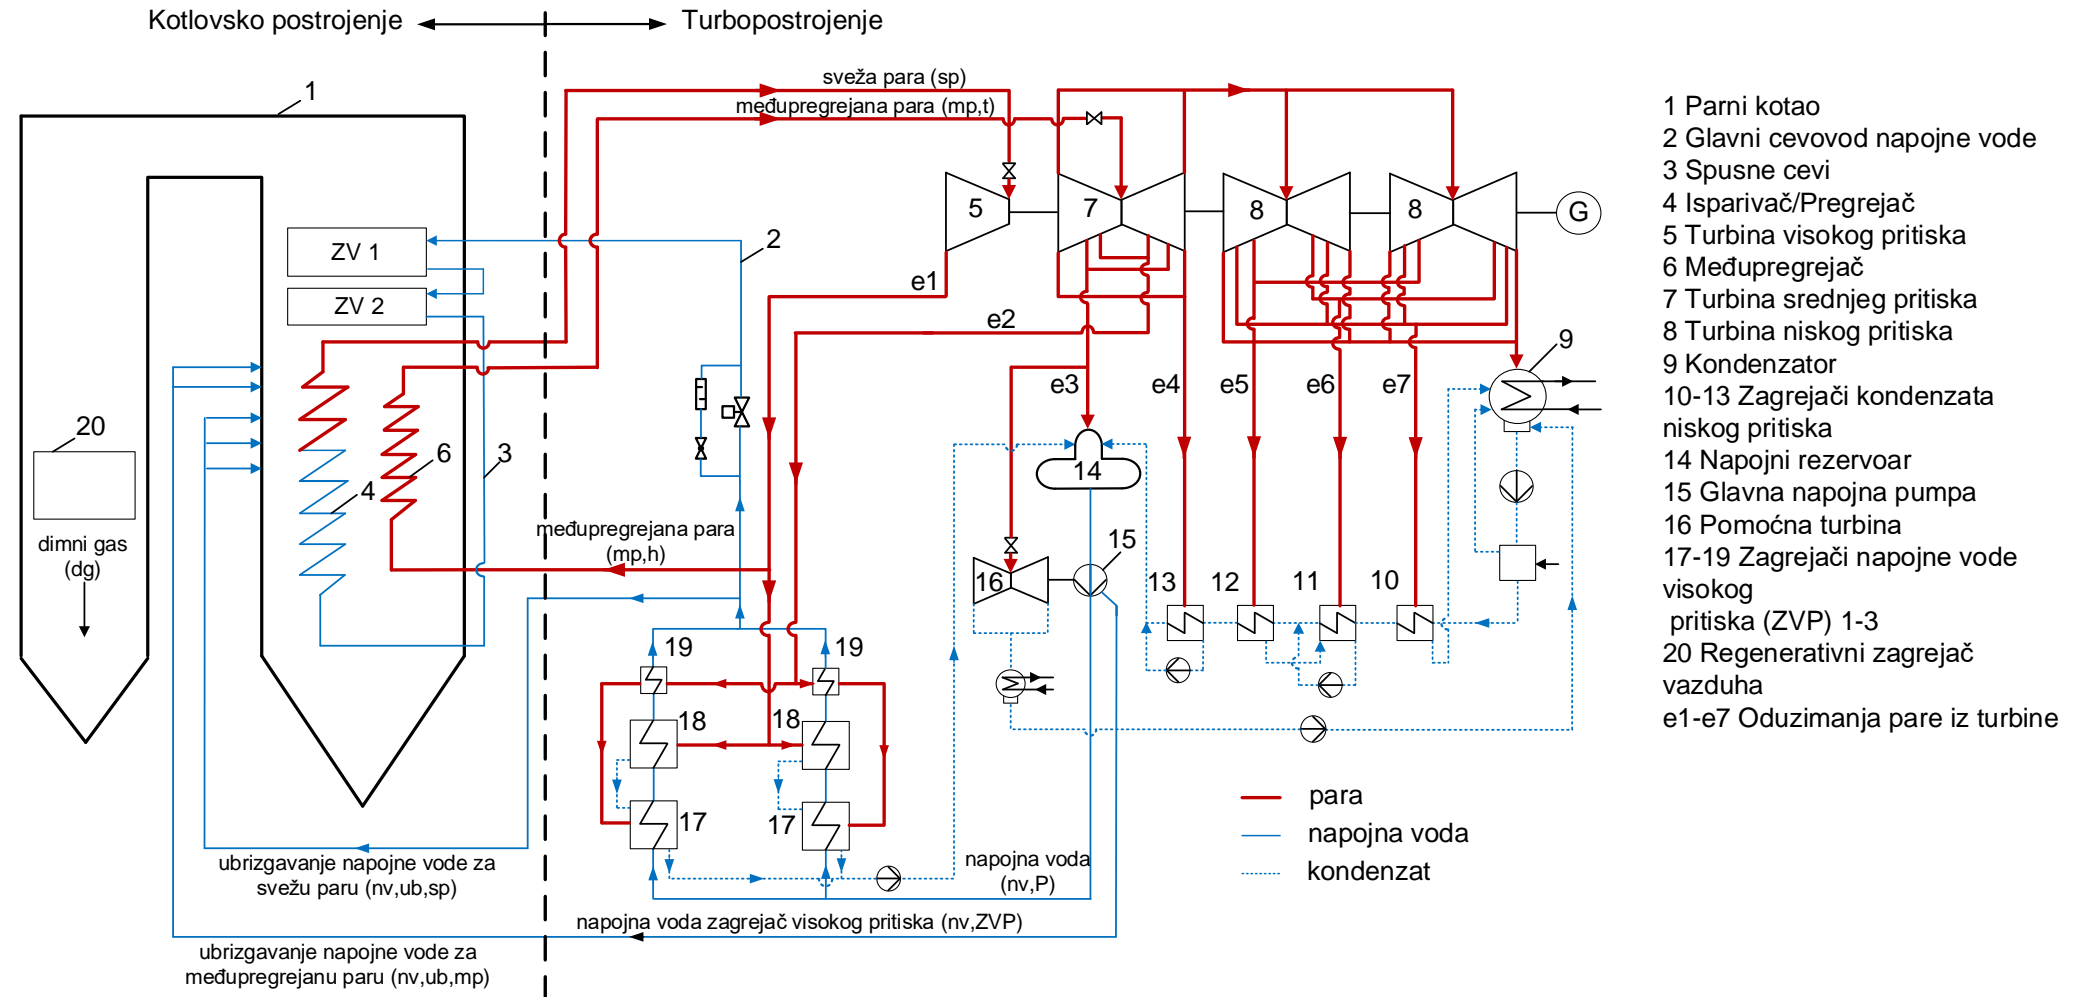 Kotlovsko postrojenje
Turbopostrojenje
sveža para (sp)
međupregrejana para (mp,t)
1
ZV 1
ZV 2
2
20
dimni gas
(dg)
6
3
4
međupregrejana para
(mp,h)
5
7
8
8
G
e1
e2
e3
e4
e5
e6
e7
9
14
15
16
13
12
11
10
19
19
18
18
17
17
napojna voda
(nv,P)
napojna voda zagrejač visokog pritiska (nv,ZVP)
ubrizgavanje napojne vode za
svežu paru (nv,ub,sp)
ubrizgavanje napojne vode za
međupregrejanu paru (nv,ub,mp)
para
napojna voda
kondenzat
1 Parni kotao
2 Glavni cevovod napojne vode
3 Spusne cevi
4 Isparivač/Pregrejač
5 Turbina visokog pritiska
6 Međupregrejač
7 Turbina srednjeg pritiska
8 Turbina niskog pritiska
9 Kondenzator
10-13 Zagrejači kondenzata
niskog pritiska
14 Napojni rezervoar
15 Glavna napojna pumpa
16 Pomoćna turbina
17-19 Zagrejači napojne vode
visokog
pritiska (ZVP) 1-3
20 Regenerativni zagrejač
vazduha
e1-e7 Oduzimanja pare iz turbine